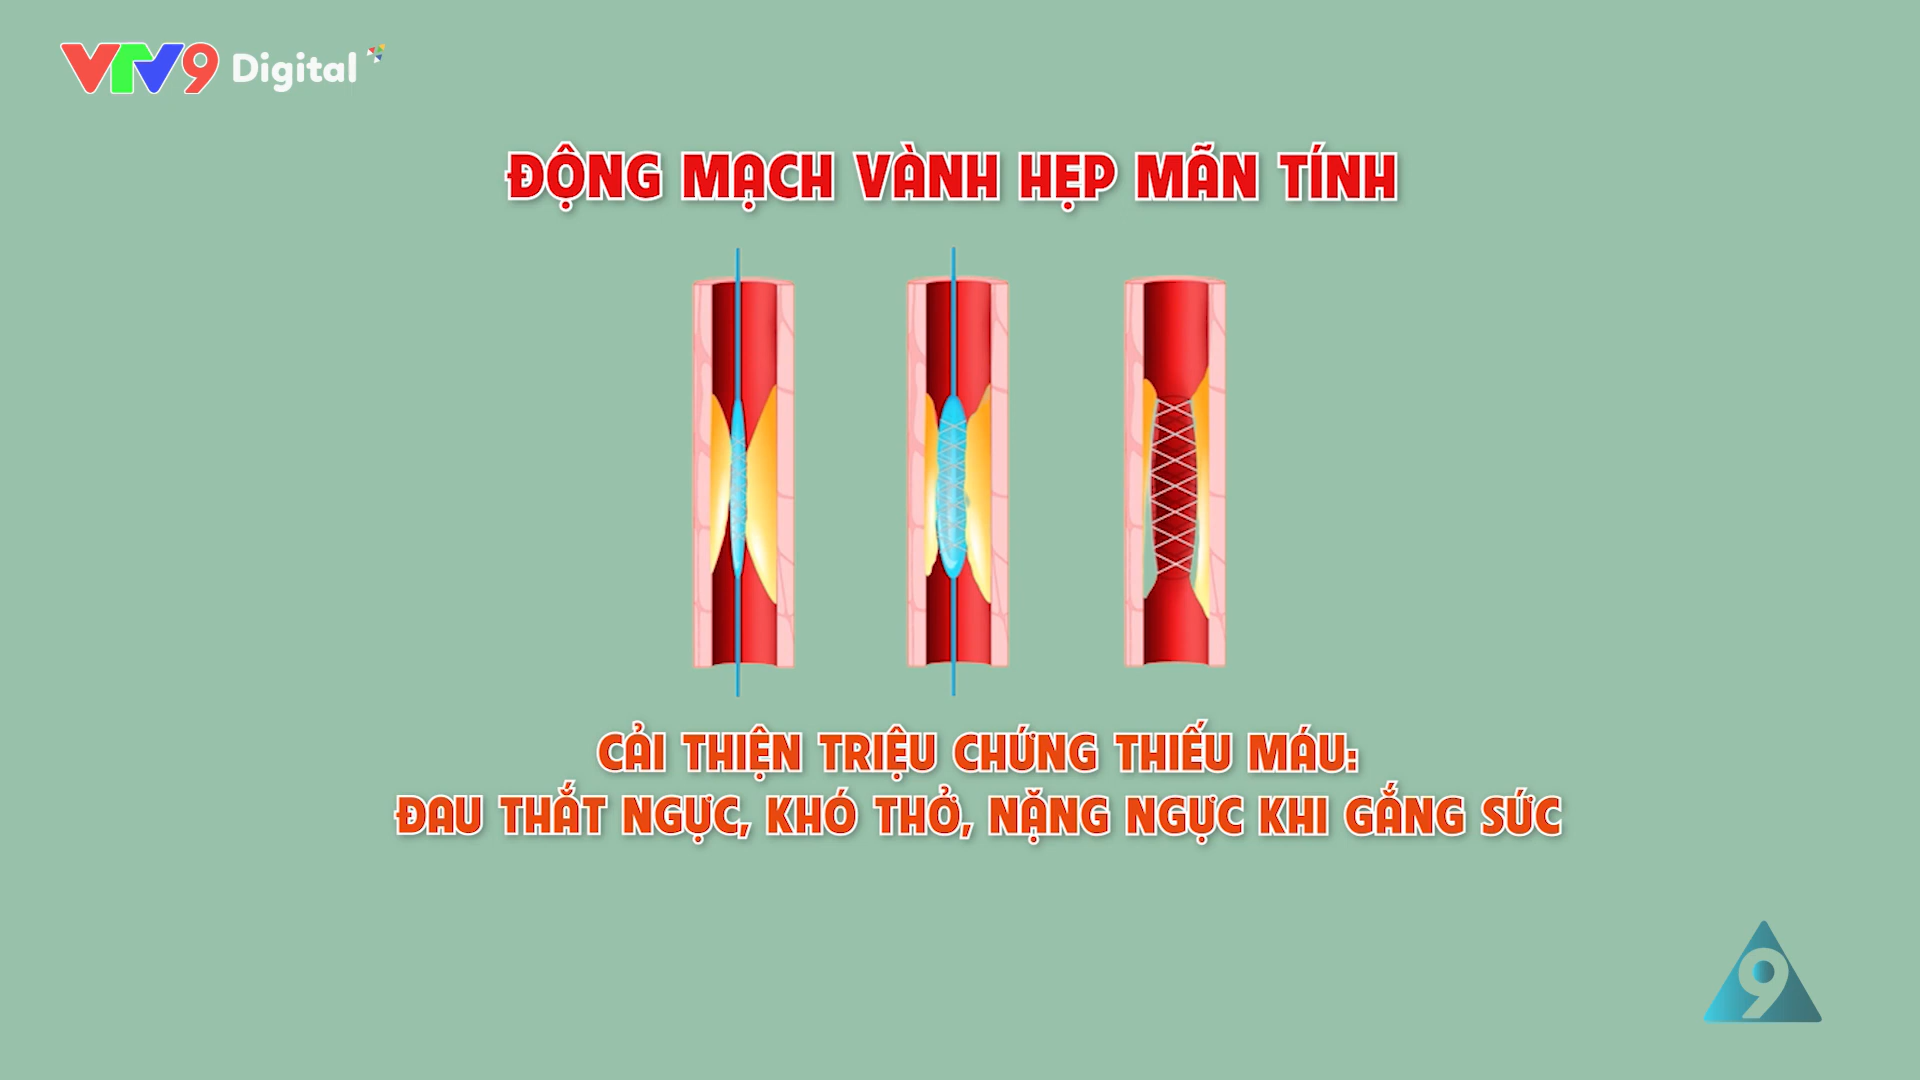 VTV9 Digital
ĐỘNG MẠCH VÀNH HẸP MÃN TÍNH
CẢI THIỆN TRIỆU CHỨNG THIẾU MÁU:
ĐAU THẮT NGỰC, KHÓ THỞ, NẶNG NGỰC KHI GẮNG SỨC
9